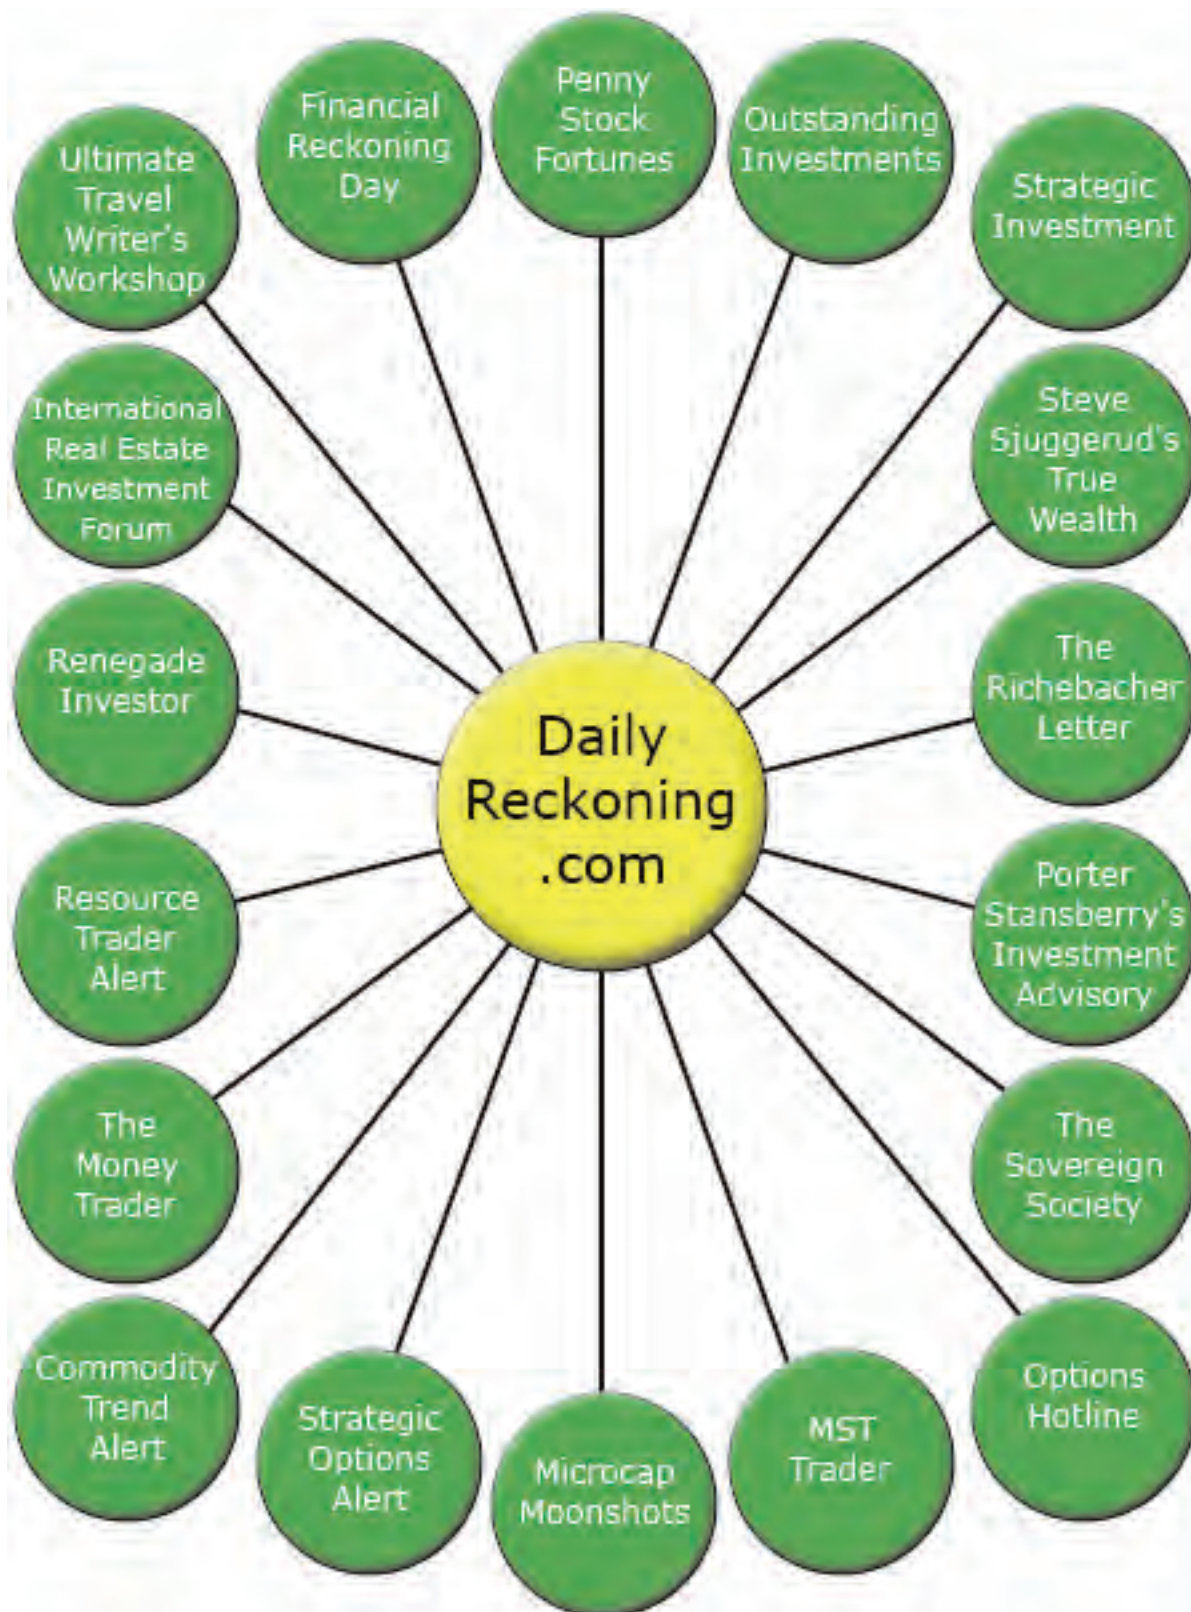 Penny
Stock
Fortunes
Financial
Reckoning
Day
Outstanding
Investments
Ultimate
Travel
Writer's
Workshop
Strategic
Investment
International
Real Estate
Investment
Forum
Steve
Sjuggerud's
True
Wealth
Renegade
Investor
The
Richebacher
Letter
Daily
Reckoning
.com
Resource
Trader
Alert
Porter
Stansberry's
Investment
Advisory
The
Money
Trader
The
Sovereign
Society
Commodity
Trend
Alert
Strategic
Options
Alert
Microcap
Moonshots
MST
Trader
Options
Hotline